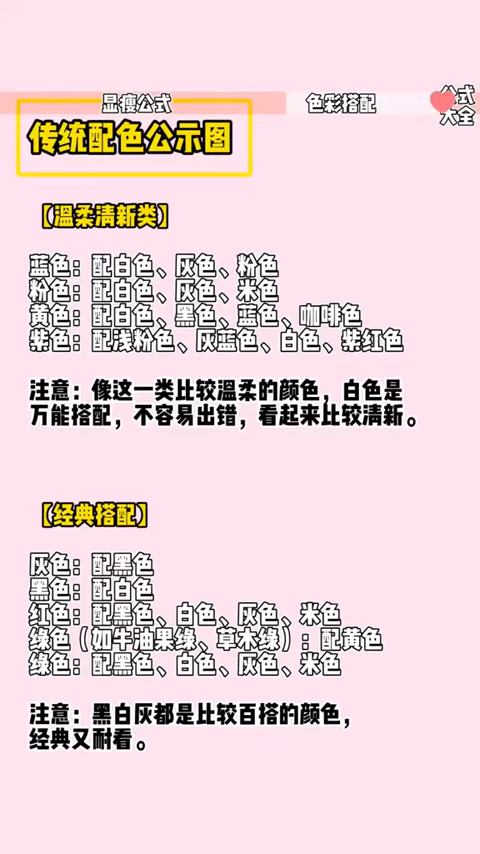 显瘦公式
色彩搭配
公式
大全
传统配色公示图
【温柔清新类】
蓝色：配白色、灰色、粉色
粉色：配白色、灰色、米色
黄色：配白色、黑色、蓝色、咖啡色
紫色：配浅粉色、灰蓝色、白色、紫红色
注意：像这一类比较温柔的颜色，白色是
万能搭配，不容易出错，看起来比较清新。
【经典搭配】
灰色：配黑色
黑色：配白色
红色：配黑色、白色、灰色、米色
绿色（如牛油果绿、草木绿）：配黄色
绿色：配黑色、白色、灰色、米色
注意：黑白灰都是比较百搭的颜色，
经典又耐看。